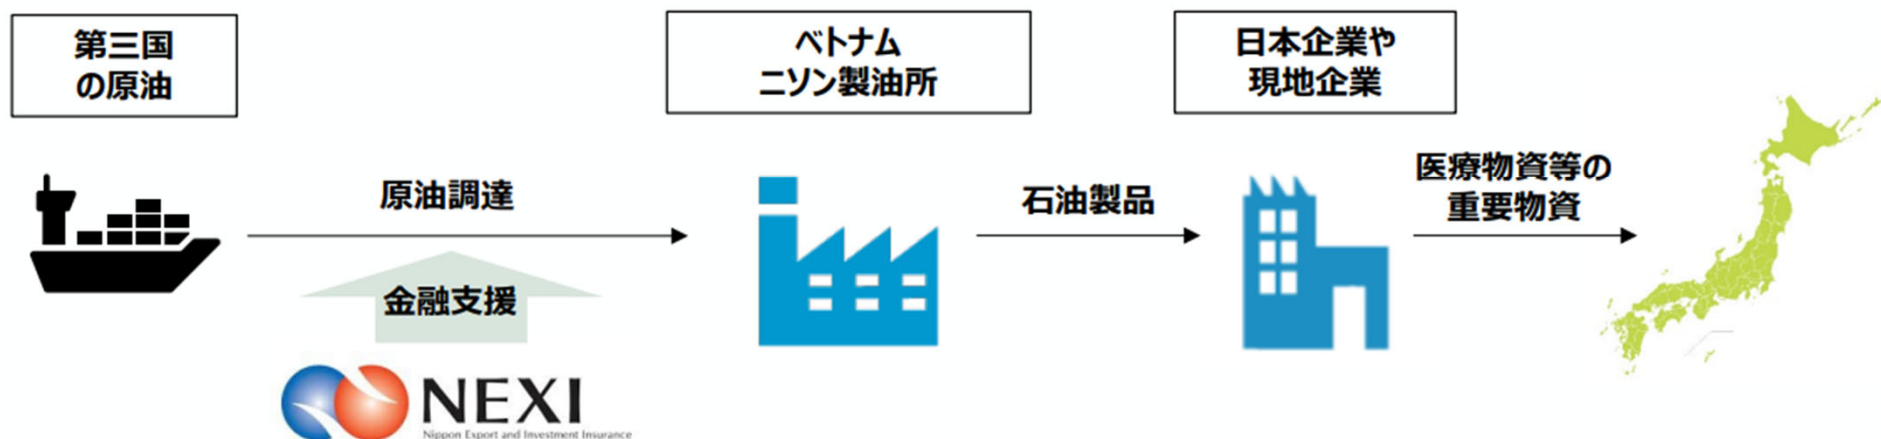 第三国
の原油
ベトナム
ニソン製油所
日本企業や
現地企業
原油調達
石油製品
医療物資等の
重要物資
金融支援
NEXI
Nippon Export and Investment Insurance